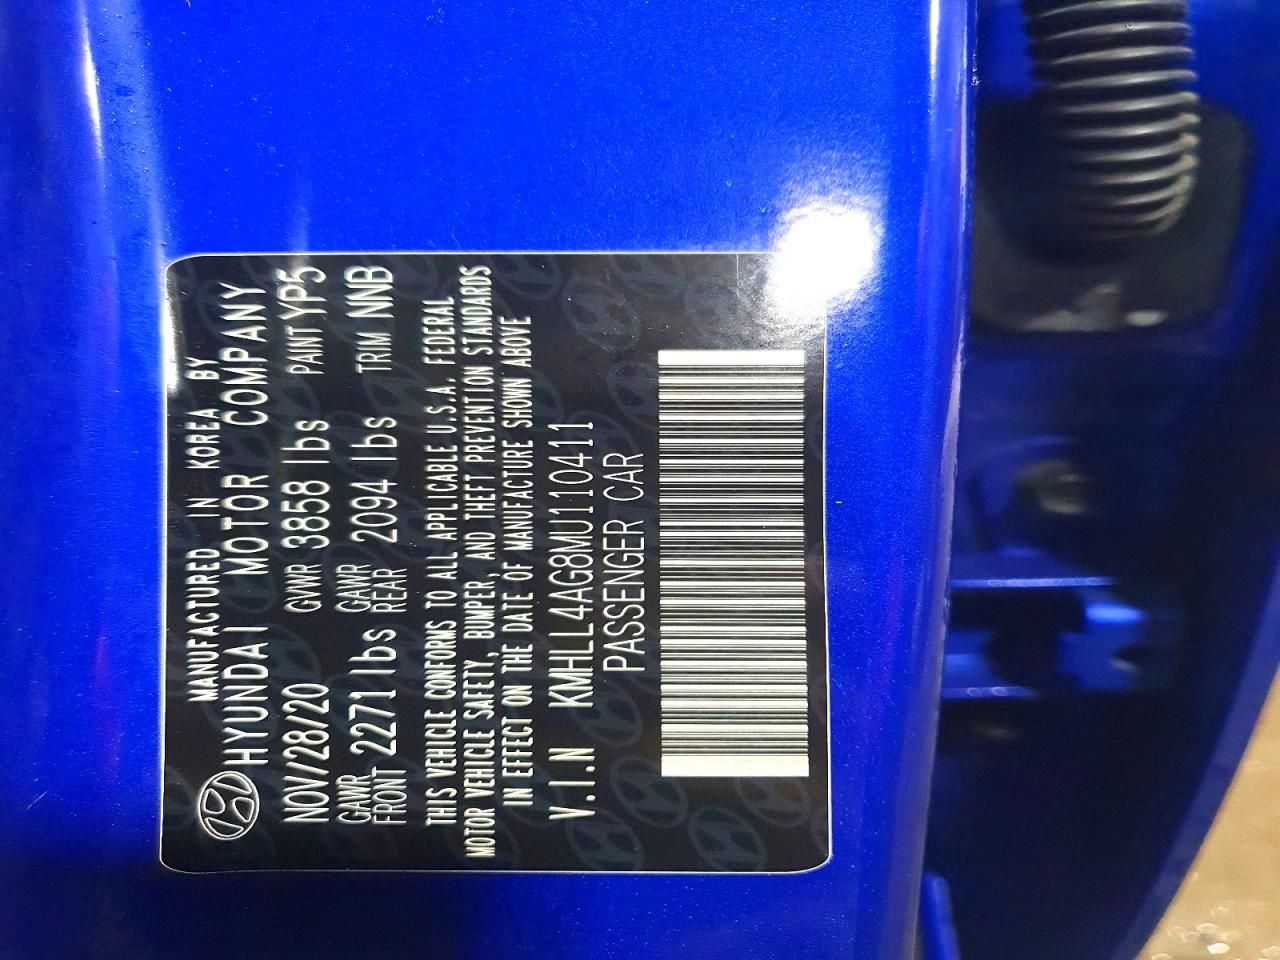 MANUFACTURED IN KOREA BY
HYUNDAI MOTOR COMPANY
NOV/28/20 GVWR 3858 lbs PAINT YP5
GAWR FRONT 2271 lbs GAWR REAR 2094 lbs TRIM NNB
THIS VEHICLE CONFORMS TO ALL APPLICABLE U.S.A. FEDERAL
MOTOR VEHICLE SAFETY, BUMPER, AND THEFT PREVENTION STANDARDS
IN EFFECT ON THE DATE OF MANUFACTURE SHOWN ABOVE
V.I.N KMHLL4AG8MU110411
PASSENGER CAR